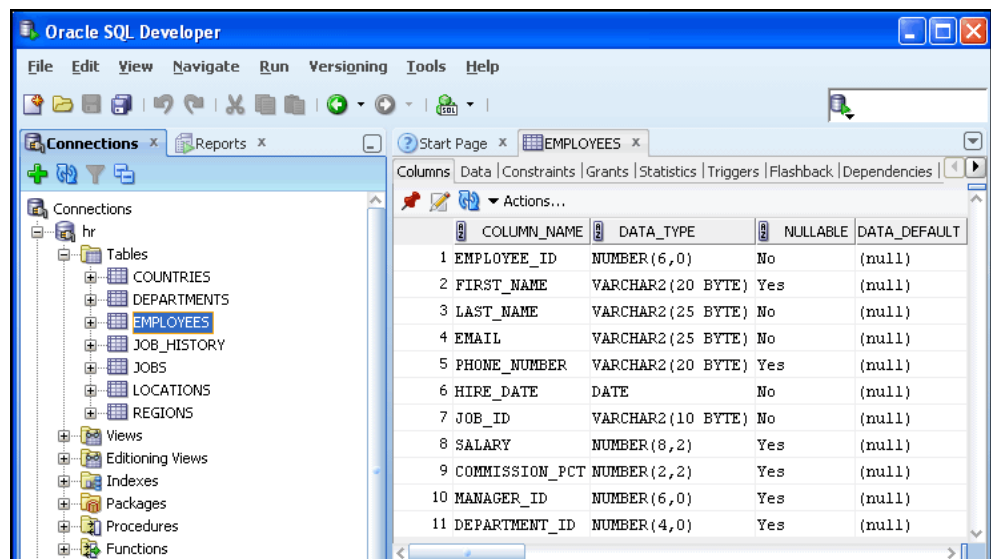 Oracle SQL Developer
File Edit View Navigate Run Versioning Tools Help
SQL
Connections x Reports x
Start Page x EMPLOYEES x
Columns Data | Constraints | Grants | Statistics | Triggers | Flashback | Dependencies |
Actions...
COLUMN_NAME DATA_TYPE NULLABLE DATA_DEFAULT
1 EMPLOYEE_ID NUMBER(6,0) No (null)
2 FIRST_NAME VARCHAR2(20 BYTE) Yes (null)
3 LAST_NAME VARCHAR2(25 BYTE) No (null)
4 EMAIL VARCHAR2(25 BYTE) No (null)
5 PHONE_NUMBER VARCHAR2(20 BYTE) Yes (null)
6 HIRE_DATE DATE No (null)
7 JOB_ID VARCHAR2(10 BYTE) No (null)
8 SALARY NUMBER(8,2) Yes (null)
9 COMMISSION_PCT NUMBER(2,2) Yes (null)
10 MANAGER_ID NUMBER(6,0) Yes (null)
11 DEPARTMENT_ID NUMBER(4,0) Yes (null)
Connections
hr
Tables
COUNTRIES
DEPARTMENTS
EMPLOYEES
JOB_HISTORY
JOBS
LOCATIONS
REGIONS
Views
Editioning Views
Indexes
Packages
Procedures
Functions